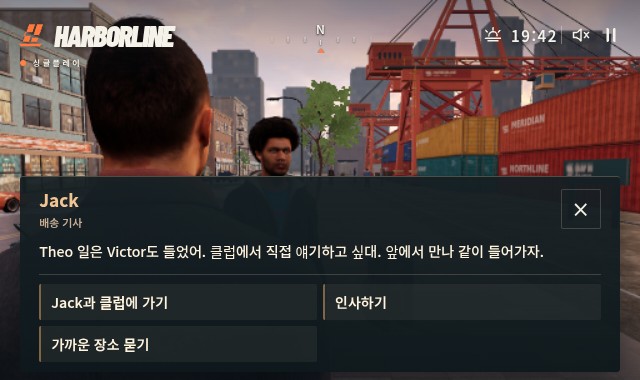 HARBORLINE
싱글플레이
N
19:42
MERIDIAN
NORTHLINE
Jack
배송 기사
Theo 일은 Victor도 들었어. 클럽에서 직접 얘기하고 싶대. 앞에서 만나 같이 들어가자.
Jack과 클럽에 가기
인사하기
가까운 장소 묻기